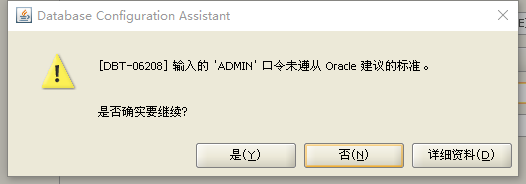 Database Configuration Assistant
[DBT-06208] 输入的 'ADMIN' 口令未遵从 Oracle 建议的标准。
是否确实要继续?
是(Y)
否(N)
详细资料(D)